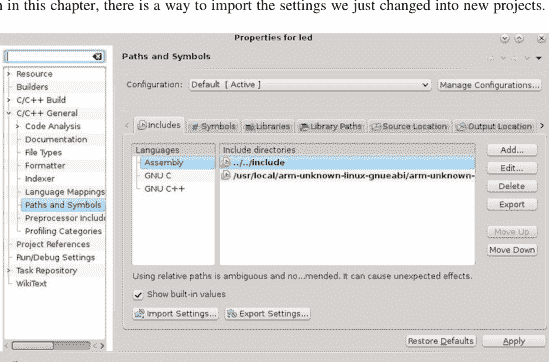 in this chapter, there is a way to import the settings we just changed into new projects.
Properties for led
Paths and Symbols
Resource
Builders
C/C++ Build
C/C++ General
Code Analysis
Documentation
File Types
Formatter
Indexer
Language Mappings
Paths and Symbols
Preprocessor Include
Profiling Categories
Project References
Run/Debug Settings
Task Repository
WikiText
Configuration: Default [ Active ] Manage Configurations...
Includes # Symbols Libraries Library Paths Source Location Output Location
Languages Include directories
Assembly ../../include
GNU C /usr/local/arm-unknown-linux-gnueabi/arm-unknown-
GNU C++
Add...
Edit...
Delete
Export
Move Up
Move Down
Using relative paths is ambiguous and no...mended. It can cause unexpected effects.
Show built-in values
Import Settings... Export Settings...
Restore Defaults Apply